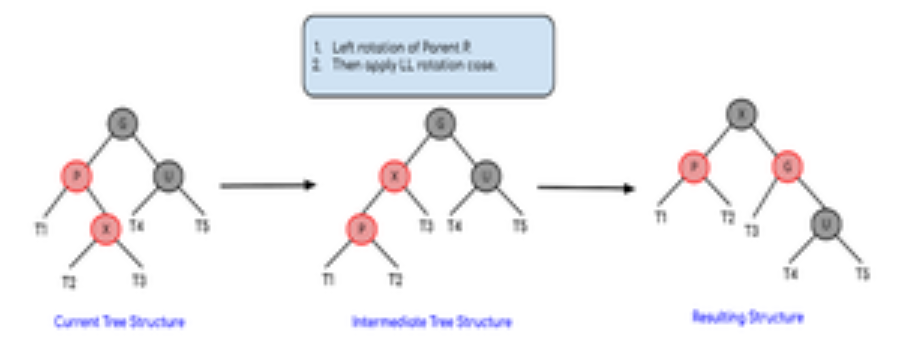 1. Left rotation of Parent P.
2. Then apply LL rotation case.
G
P
U
T1
X
T4
T5
T2
T3
Current Tree Structure
G
X
U
P
T3
T4
T5
T1
T2
Intermediate Tree Structure
X
P
G
T1
T2
T3
U
T4
T5
Resulting Structure